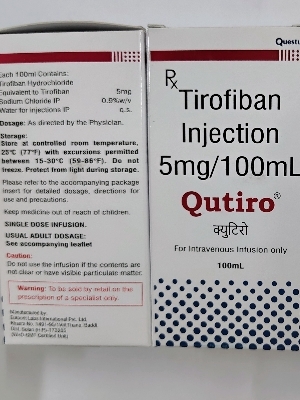 Each 100ml Contains:
Tirofiban Hydrochloride
Equivalent to Tirofiban 5mg
Sodium Chloride IP 0.9%w/v
Water for injections IP q.s.
Dosage: As directed by the Physician.
Storage:
Store at controlled room temperature,
25°C (77°F) with excursions permitted
between 15-30°C (59-86°F). Do not
freeze. Protect from light during storage.
Please refer to the accompanying package
insert for detailed dosage, directions for
use and precautions.
Keep medicine out of reach of children.
SINGLE DOSE INFUSION.
USUAL ADULT DOSAGE:
See accompanying leaflet
Caution:
Do not use the infusion if the contents are
not clear or have visible particulate matter.
Warning: To be sold by retail on the
prescription of a specialist only.
Manufactured by:
International Pvt. Ltd.
Rx
Tirofiban
Injection
5mg/100mL
Qutiro®
क्युटिरो
For Intravenous Infusion only
100mL